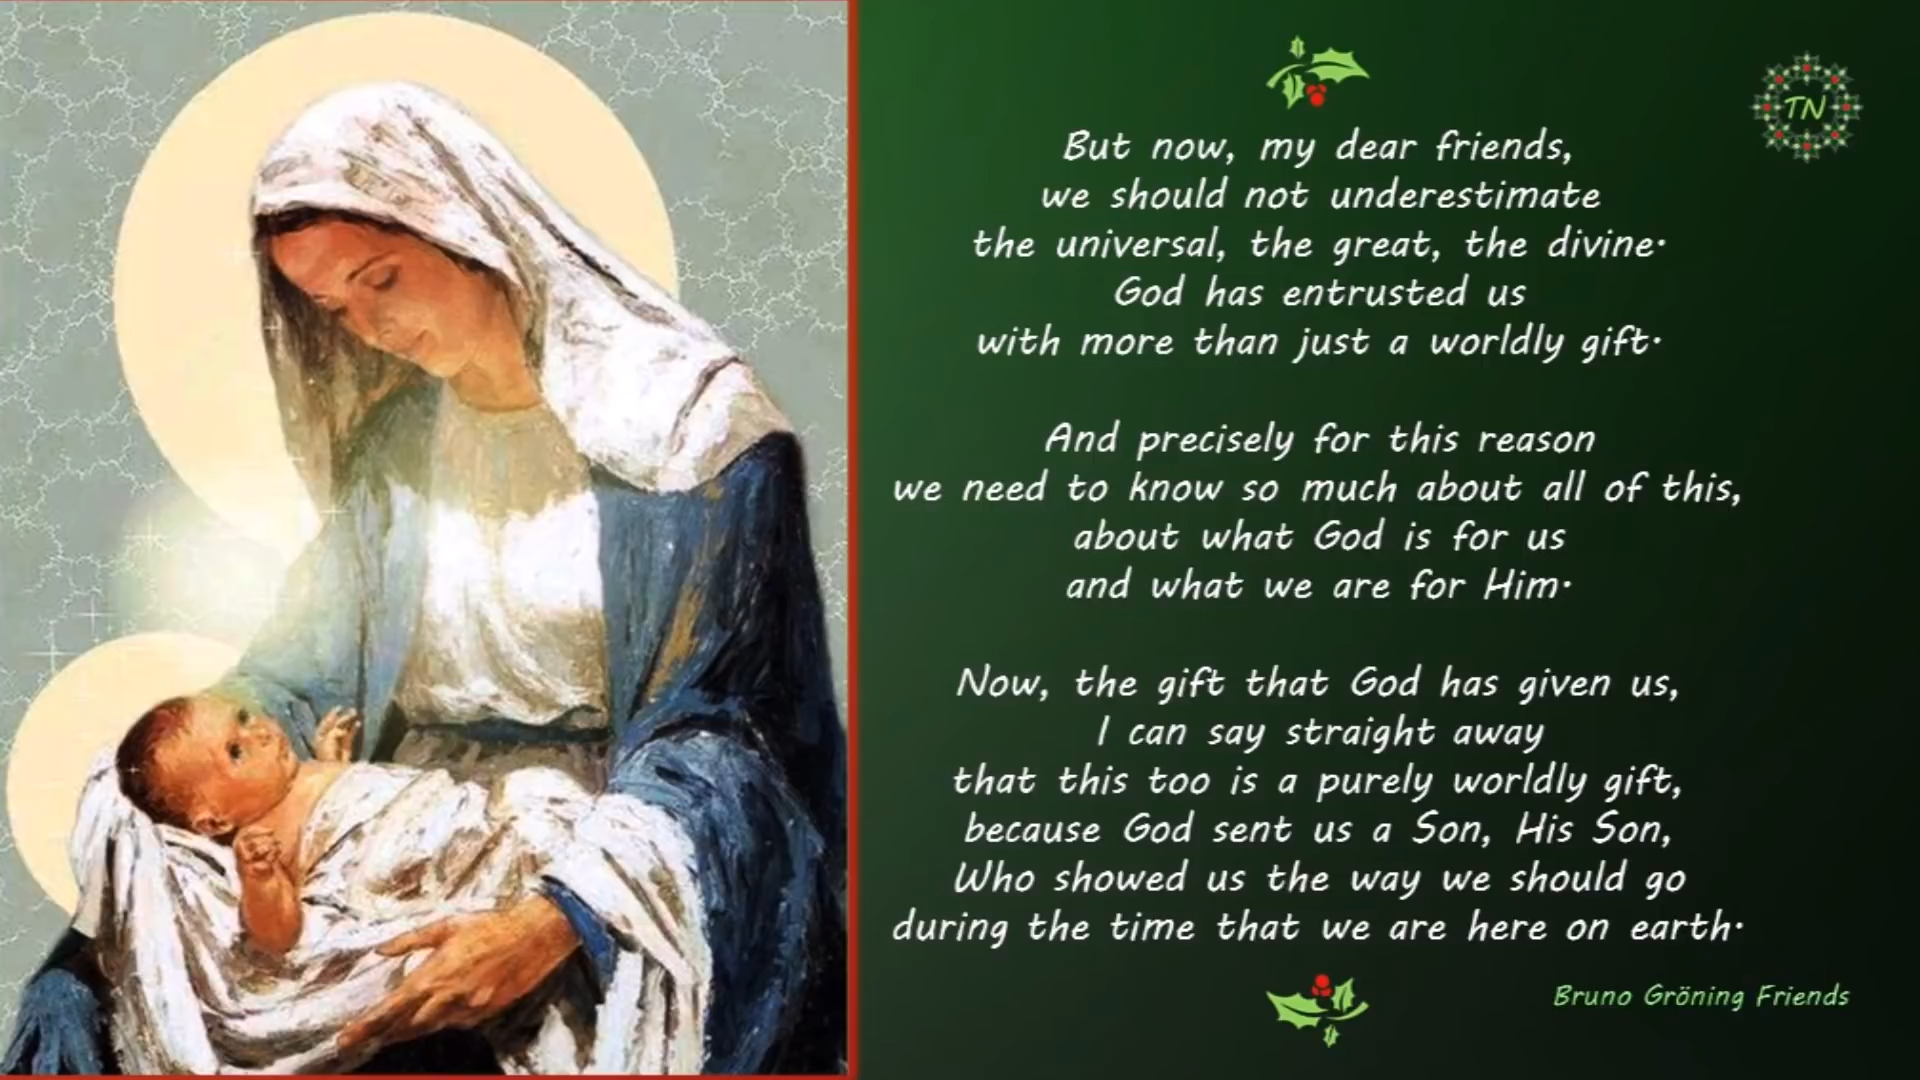 TN
But now, my dear friends,
we should not underestimate
the universal, the great, the divine.
God has entrusted us
with more than just a worldly gift.
And precisely for this reason
we need to know so much about all of this,
about what God is for us
and what we are for Him.
Now, the gift that God has given us,
I can say straight away
that this too is a purely worldly gift,
because God sent us a Son, His Son,
Who showed us the way we should go
during the time that we are here on earth.
Bruno Gröning Friends